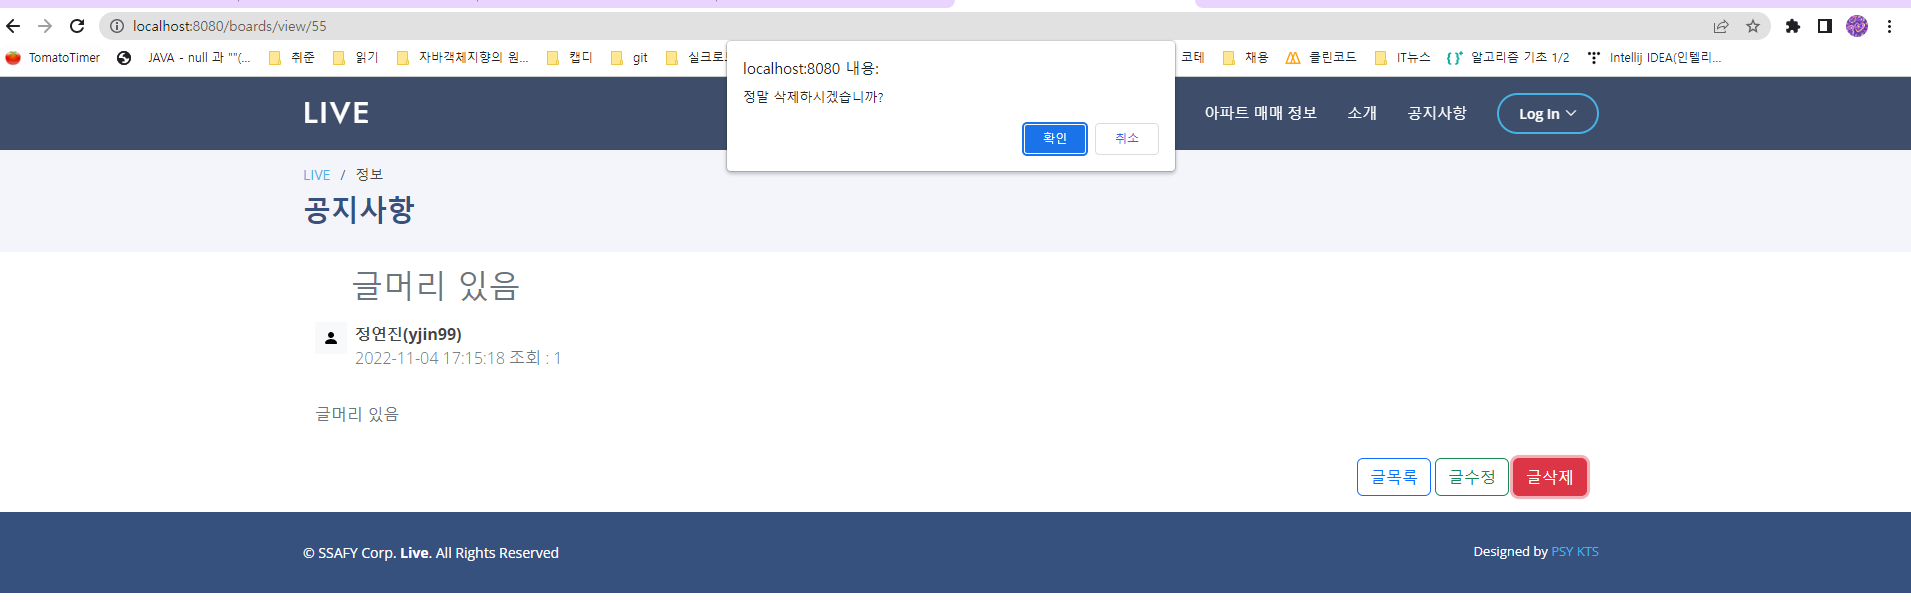 localhost:8080/boards/view/55
TomatoTimer JAVA - null 과 ""(... 취준 읽기 자바객체지향의 원... 캡디 git 실크로 코테 채용 클린코드 IT뉴스 알고리즘 기초 1/2 Intellij IDEA(인텔리...
localhost:8080 내용:
정말 삭제하시겠습니까?
확인 취소
LIVE 아파트 매매 정보 소개 공지사항 Log In
LIVE / 정보
공지사항
글머리 있음
정연진(yjin99)
2022-11-04 17:15:18 조회 : 1
글머리 있음
글목록 글수정 글삭제
© SSAFY Corp. Live. All Rights Reserved Designed by PSY KTS